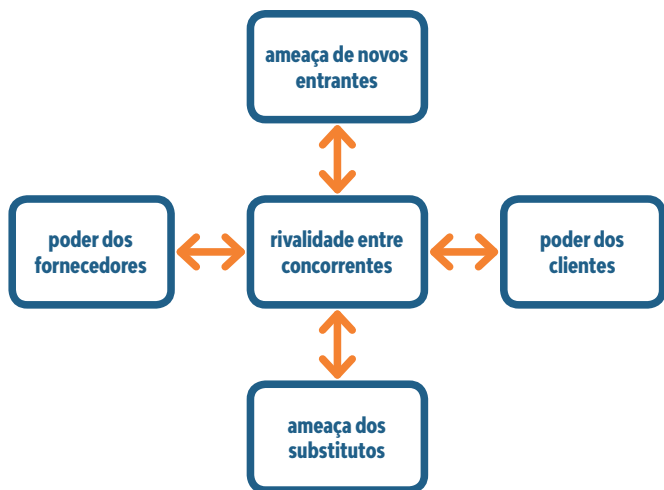 ameaça de novos
entrantes
poder dos
fornecedores
rivalidade entre
concorrentes
poder dos
clientes
ameaça dos
substitutos